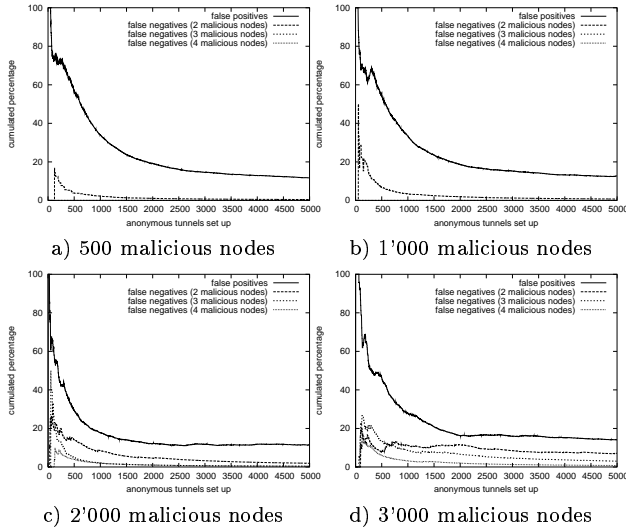 100
80
60
40
20
0
cumulated percentage
false positives
false negatives (2 malicious nodes)
false negatives (3 malicious nodes)
false negatives (4 malicious nodes)
0 500 1000 1500 2000 2500 3000 3500 4000 4500 5000
anonymous tunnels set up
a) 500 malicious nodes
100
80
60
40
20
0
cumulated percentage
false positives
false negatives (2 malicious nodes)
false negatives (3 malicious nodes)
false negatives (4 malicious nodes)
0 500 1000 1500 2000 2500 3000 3500 4000 4500 5000
anonymous tunnels set up
b) 1'000 malicious nodes
100
80
60
40
20
0
cumulated percentage
false positives
false negatives (2 malicious nodes)
false negatives (3 malicious nodes)
false negatives (4 malicious nodes)
0 500 1000 1500 2000 2500 3000 3500 4000 4500 5000
anonymous tunnels set up
c) 2'000 malicious nodes
100
80
60
40
20
0
cumulated percentage
false positives
false negatives (2 malicious nodes)
false negatives (3 malicious nodes)
false negatives (4 malicious nodes)
0 500 1000 1500 2000 2500 3000 3500 4000 4500 5000
anonymous tunnels set up
d) 3'000 malicious nodes